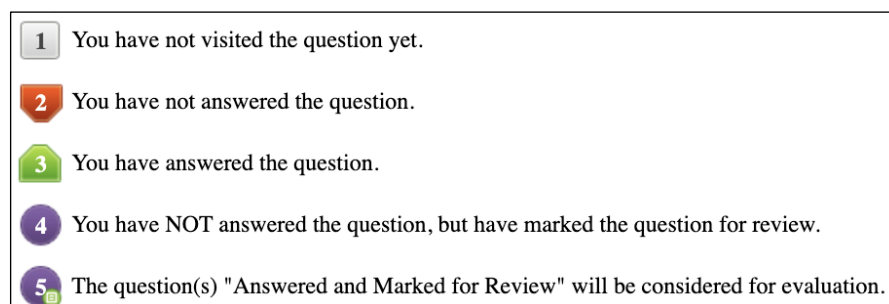 1 You have not visited the question yet.
2 You have not answered the question.
3 You have answered the question.
4 You have NOT answered the question, but have marked the question for review.
5 The question(s) "Answered and Marked for Review" will be considered for evaluation.